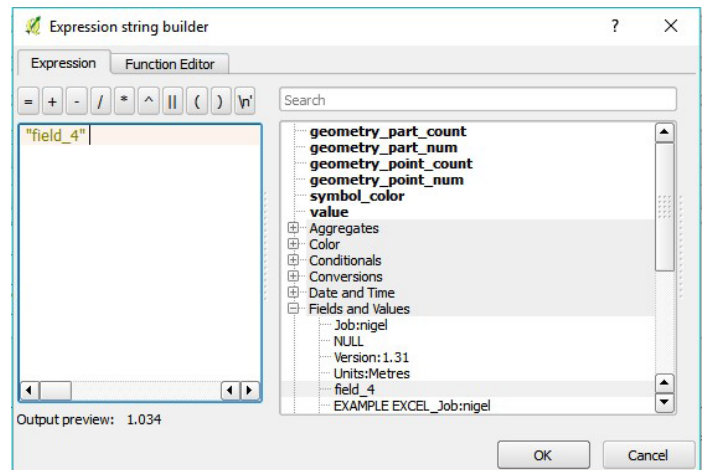 Expression string builder
? X
Expression Function Editor
= + - / * ^ || ( ) \n'
Search
"field_4"
geometry_part_count
geometry_part_num
geometry_point_count
geometry_point_num
symbol_color
value
Aggregates
Color
Conditionals
Conversions
Date and Time
Fields and Values
Job:nigel
NULL
Version:1.31
Units:Metres
field_4
EXAMPLE EXCEL_Job:nigel
Output preview: 1.034
OK Cancel